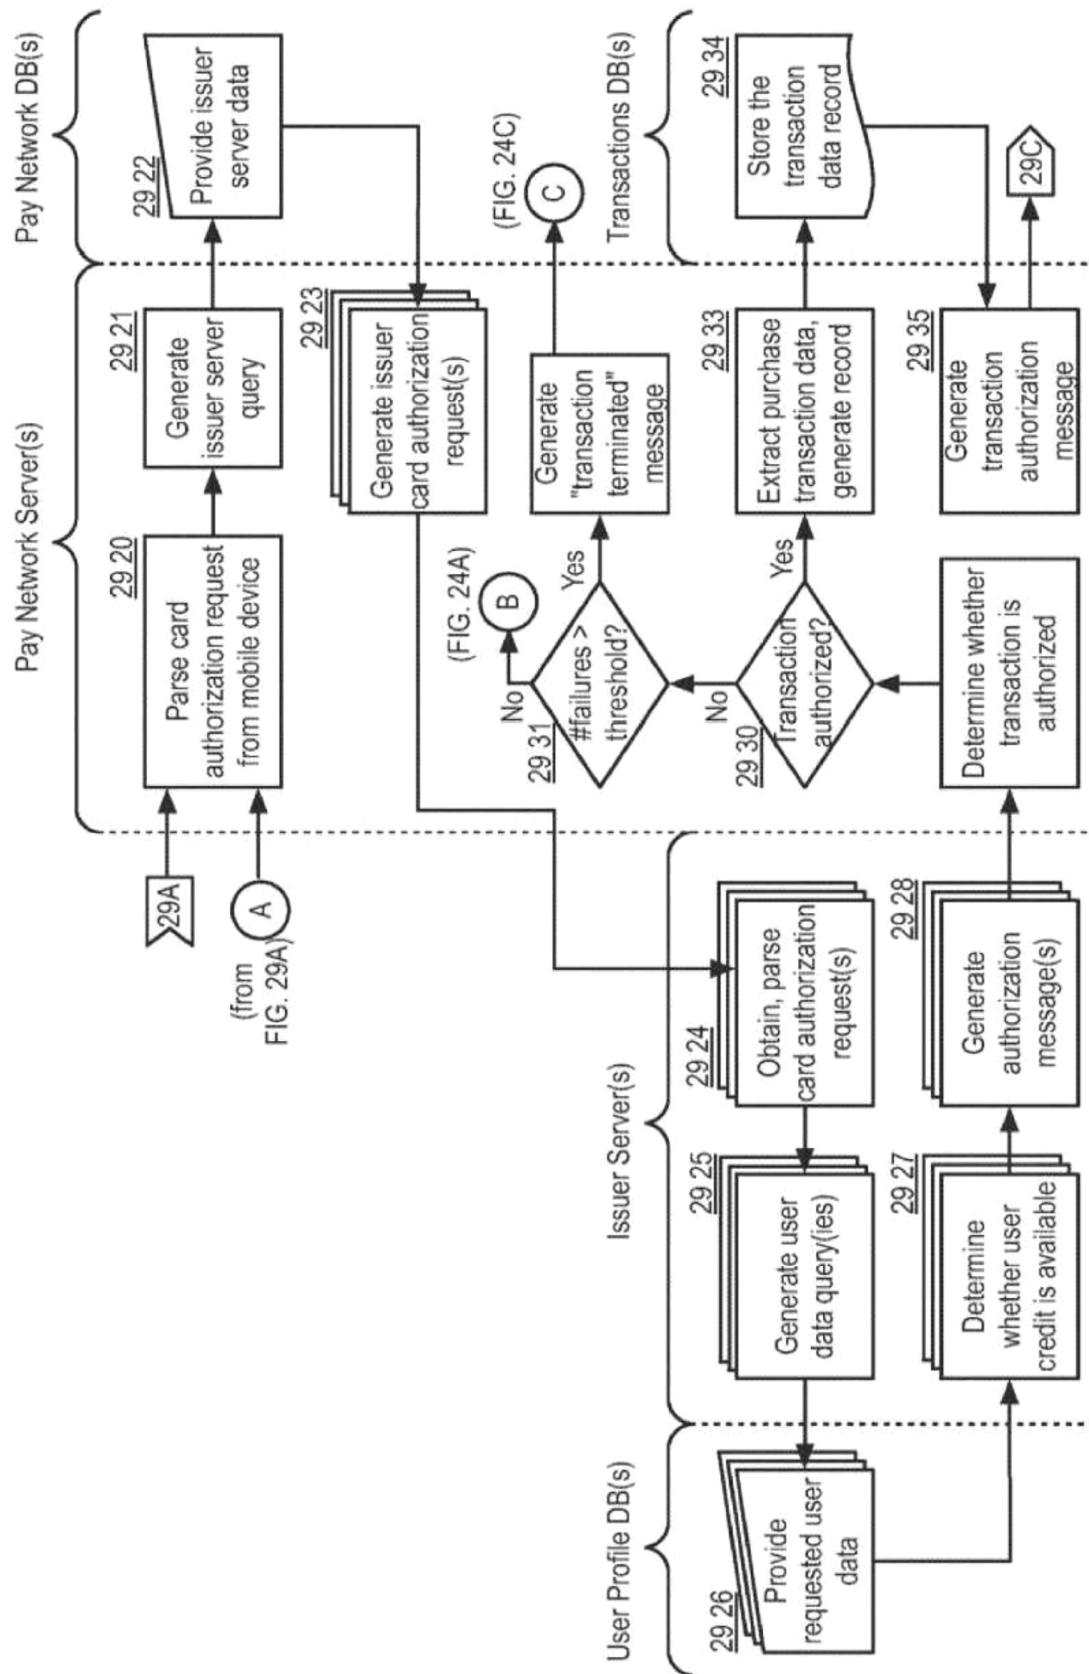 Pay Network Server(s)
Pay Network DB(s)
29A
(from
FIG. 29A)
A
29 20
Parse card
authorization request
from mobile device
29 21
Generate
issuer server
query
29 22
Provide issuer
server data
29 23
Generate issuer
card authorization
request(s)
(FIG. 24A)
B
(FIG. 24C)
C
No
29 31
#failures >
threshold?
Yes
Generate
"transaction
terminated"
message
User Profile DB(s)
Issuer Server(s)
Transactions DB(s)
29 26
Provide
requested user
data
29 25
Generate user
data query(ies)
29 24
Obtain, parse
card authorization
request(s)
No
29 30
Transaction
authorized?
Yes
29 33
Extract purchase
transaction data,
generate record
29 34
Store the
transaction
data record
29 27
Determine
whether user
credit is available
29 28
Generate
authorization
message(s)
Determine whether
transaction is
authorized
29 35
Generate
transaction
authorization
message
29C